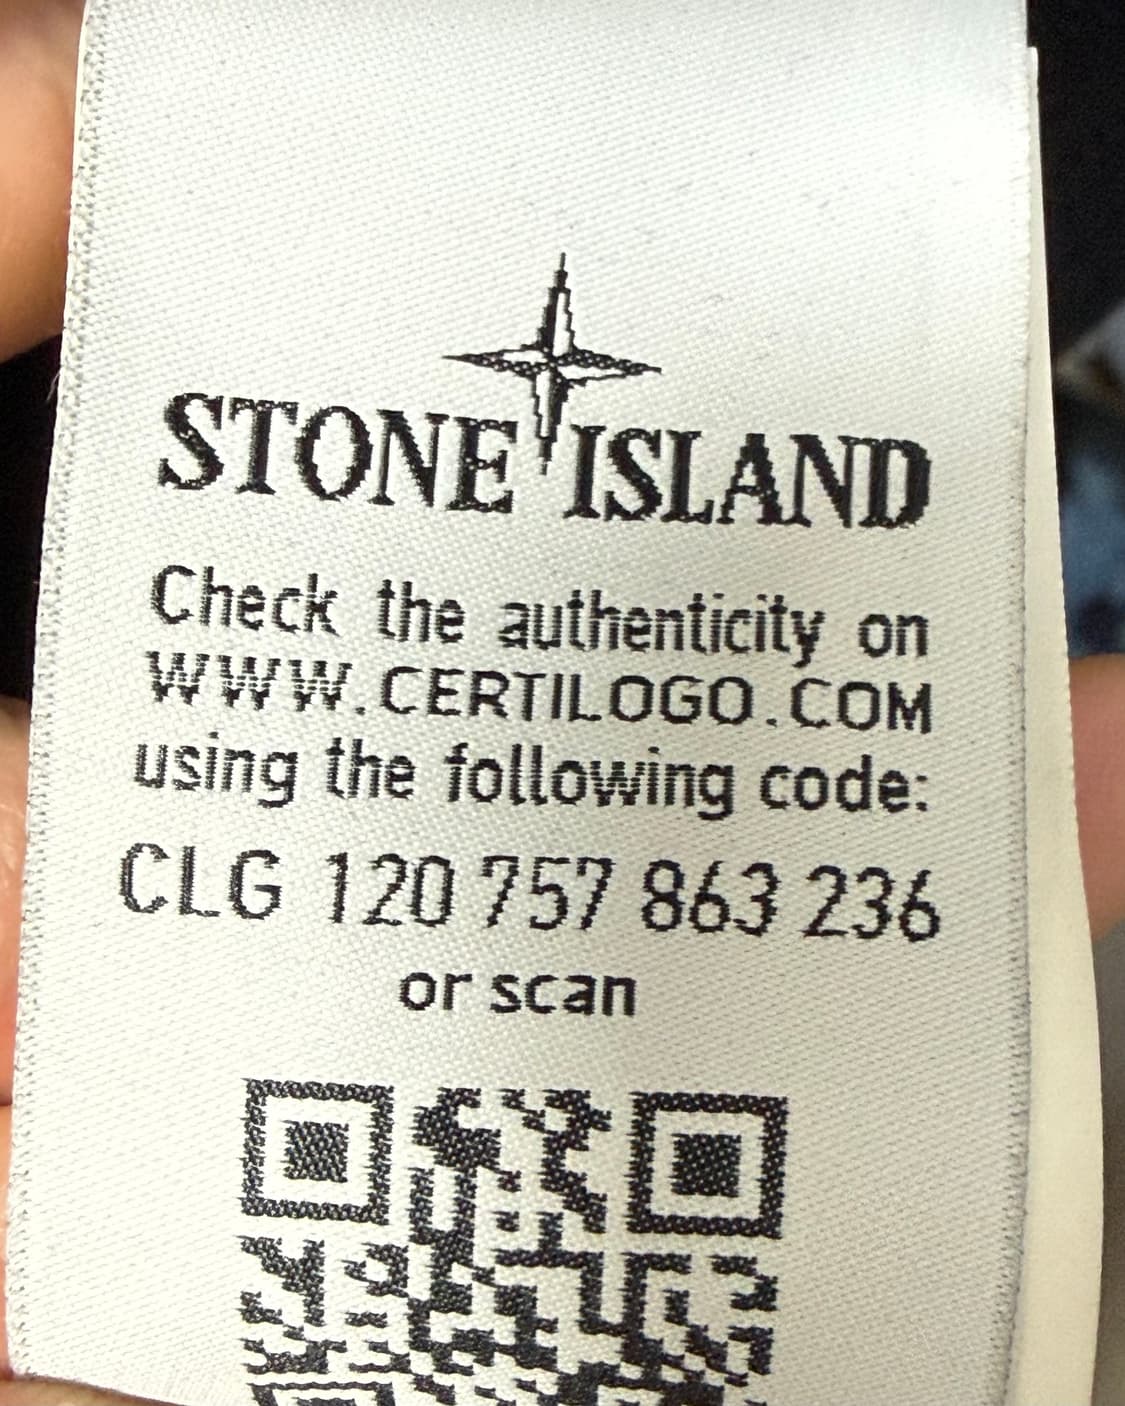 STONE ISLAND
Check the authenticity on
WWW.CERTILOGO.COM
using the following code:
CLG 120 757 863 236
or scan